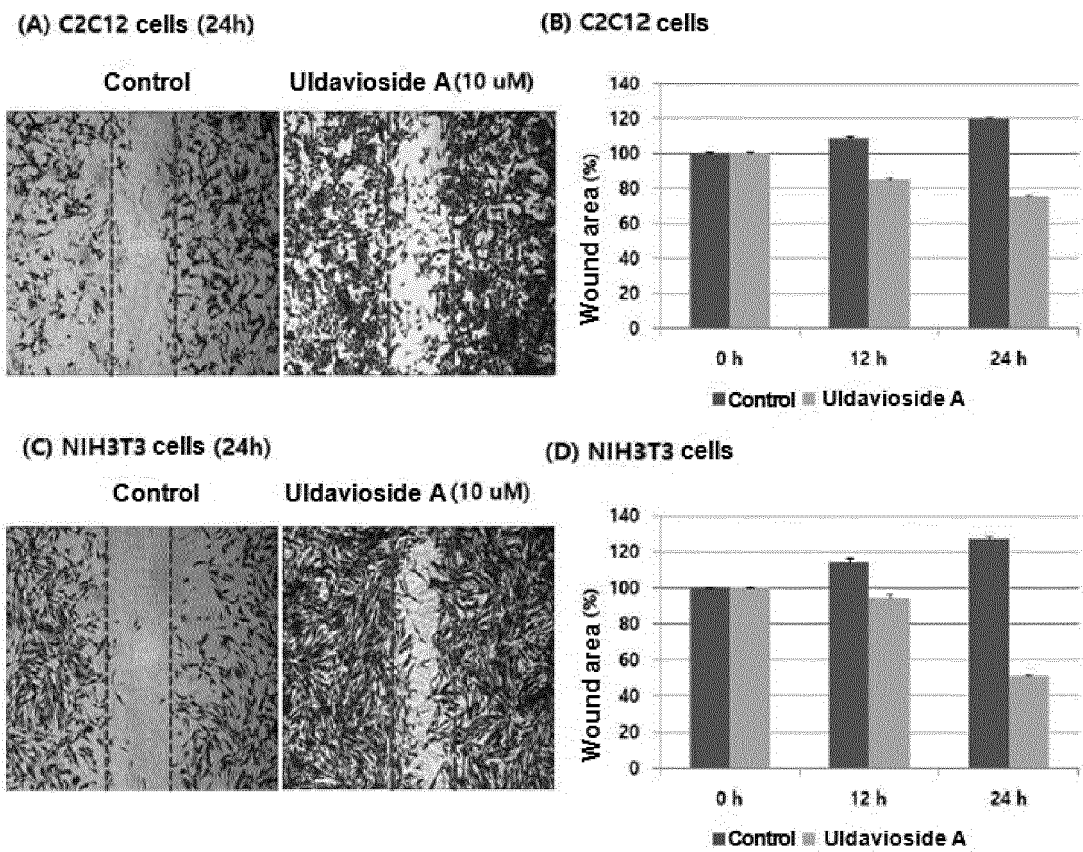 (A) C2C12 cells (24h)
Control
Uldavioside A (10 uM)
(B) C2C12 cells
140
120
100
80
60
40
20
0
Wound area (%)
0 h
12 h
24 h
Control
Uldavioside A
(C) NIH3T3 cells (24h)
Control
Uldavioside A (10 uM)
(D) NIH3T3 cells
140
120
100
80
60
40
20
0
Wound area (%)
0 h
12 h
24 h
Control
Uldavioside A